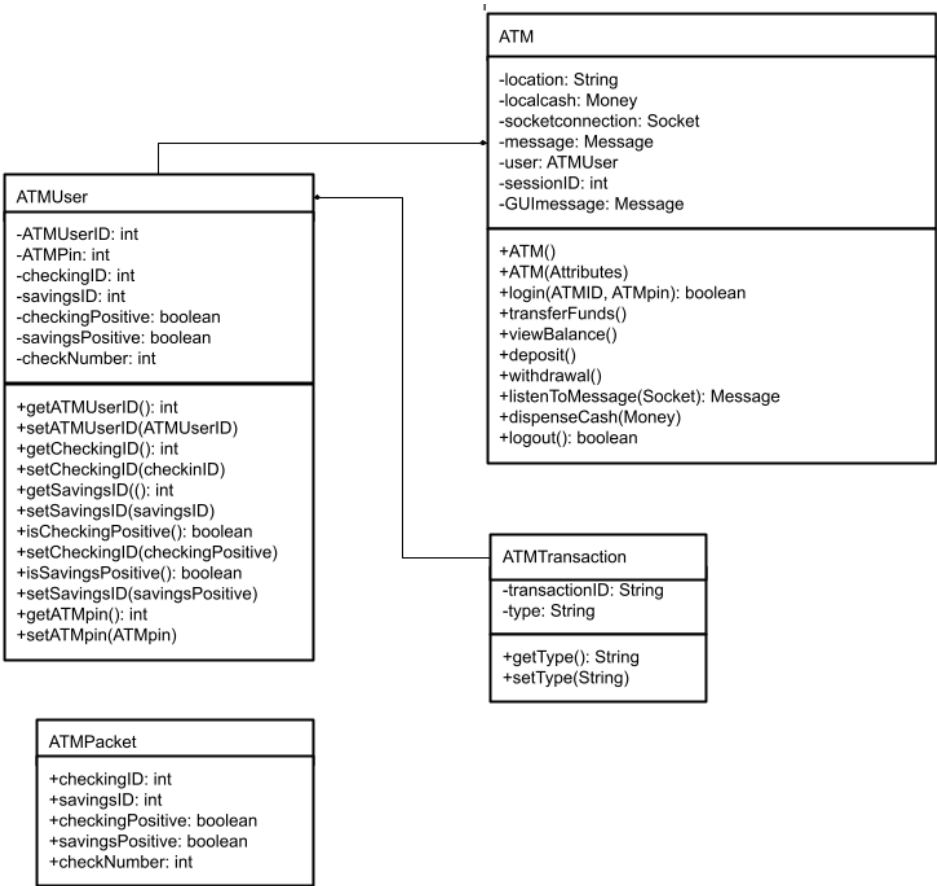 ATM
-location: String
-localcash: Money
-socketconnection: Socket
-message: Message
-user: ATMUser
-sessionID: int
-GUImessage: Message
+ATM()
+ATM(Attributes)
+login(ATMID, ATMpin): boolean
+transferFunds()
+viewBalance()
+deposit()
+withdrawal()
+listenToMessage(Socket): Message
+dispenseCash(Money)
+logout(): boolean
ATMUser
-ATMUserID: int
-ATMPin: int
-checkingID: int
-savingsID: int
-checkingPositive: boolean
-savingsPositive: boolean
-checkNumber: int
+getATMUserID(): int
+setATMUserID(ATMUserID)
+getCheckingID(): int
+setCheckingID(checkinID)
+getSavingsID((): int
+setSavingsID(savingsID)
+isCheckingPositive(): boolean
+setCheckingID(checkingPositive)
+isSavingsPositive(): boolean
+setSavingsID(savingsPositive)
+getATMpin(): int
+setATMpin(ATMpin)
ATMTransaction
-transactionID: String
-type: String
+getType(): String
+setType(String)
ATMPacket
+checkingID: int
+savingsID: int
+checkingPositive: boolean
+savingsPositive: boolean
+checkNumber: int